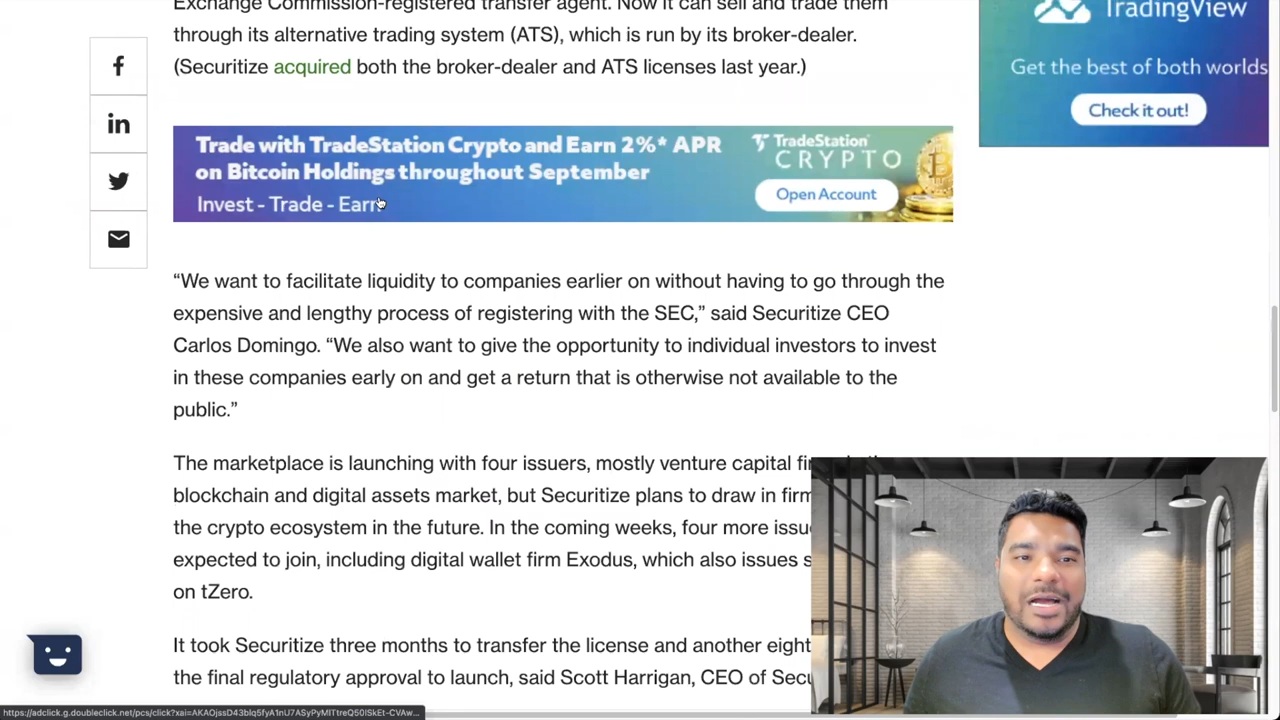 Exchange Commission-registered transfer agent. Now it can sell and trade them
through its alternative trading system (ATS), which is run by its broker-dealer.
(Securitize acquired both the broker-dealer and ATS licenses last year.)
TradingView
Get the best of both worlds
Check it out!
Trade with TradeStation Crypto and Earn 2%* APR
on Bitcoin Holdings throughout September
Invest - Trade - Earn
TradeStation
CRYPTO
Open Account
“We want to facilitate liquidity to companies earlier on without having to go through the
expensive and lengthy process of registering with the SEC,” said Securitize CEO
Carlos Domingo. “We also want to give the opportunity to individual investors to invest
in these companies early on and get a return that is otherwise not available to the
public.”
The marketplace is launching with four issuers, mostly venture capital
blockchain and digital assets market, but Securitize plans to draw in
the crypto ecosystem in the future. In the coming weeks, four more
expected to join, including digital wallet firm Exodus, which also issues
on tZero.
It took Securitize three months to transfer the license and another eight
the final regulatory approval to launch, said Scott Harrigan, CEO of